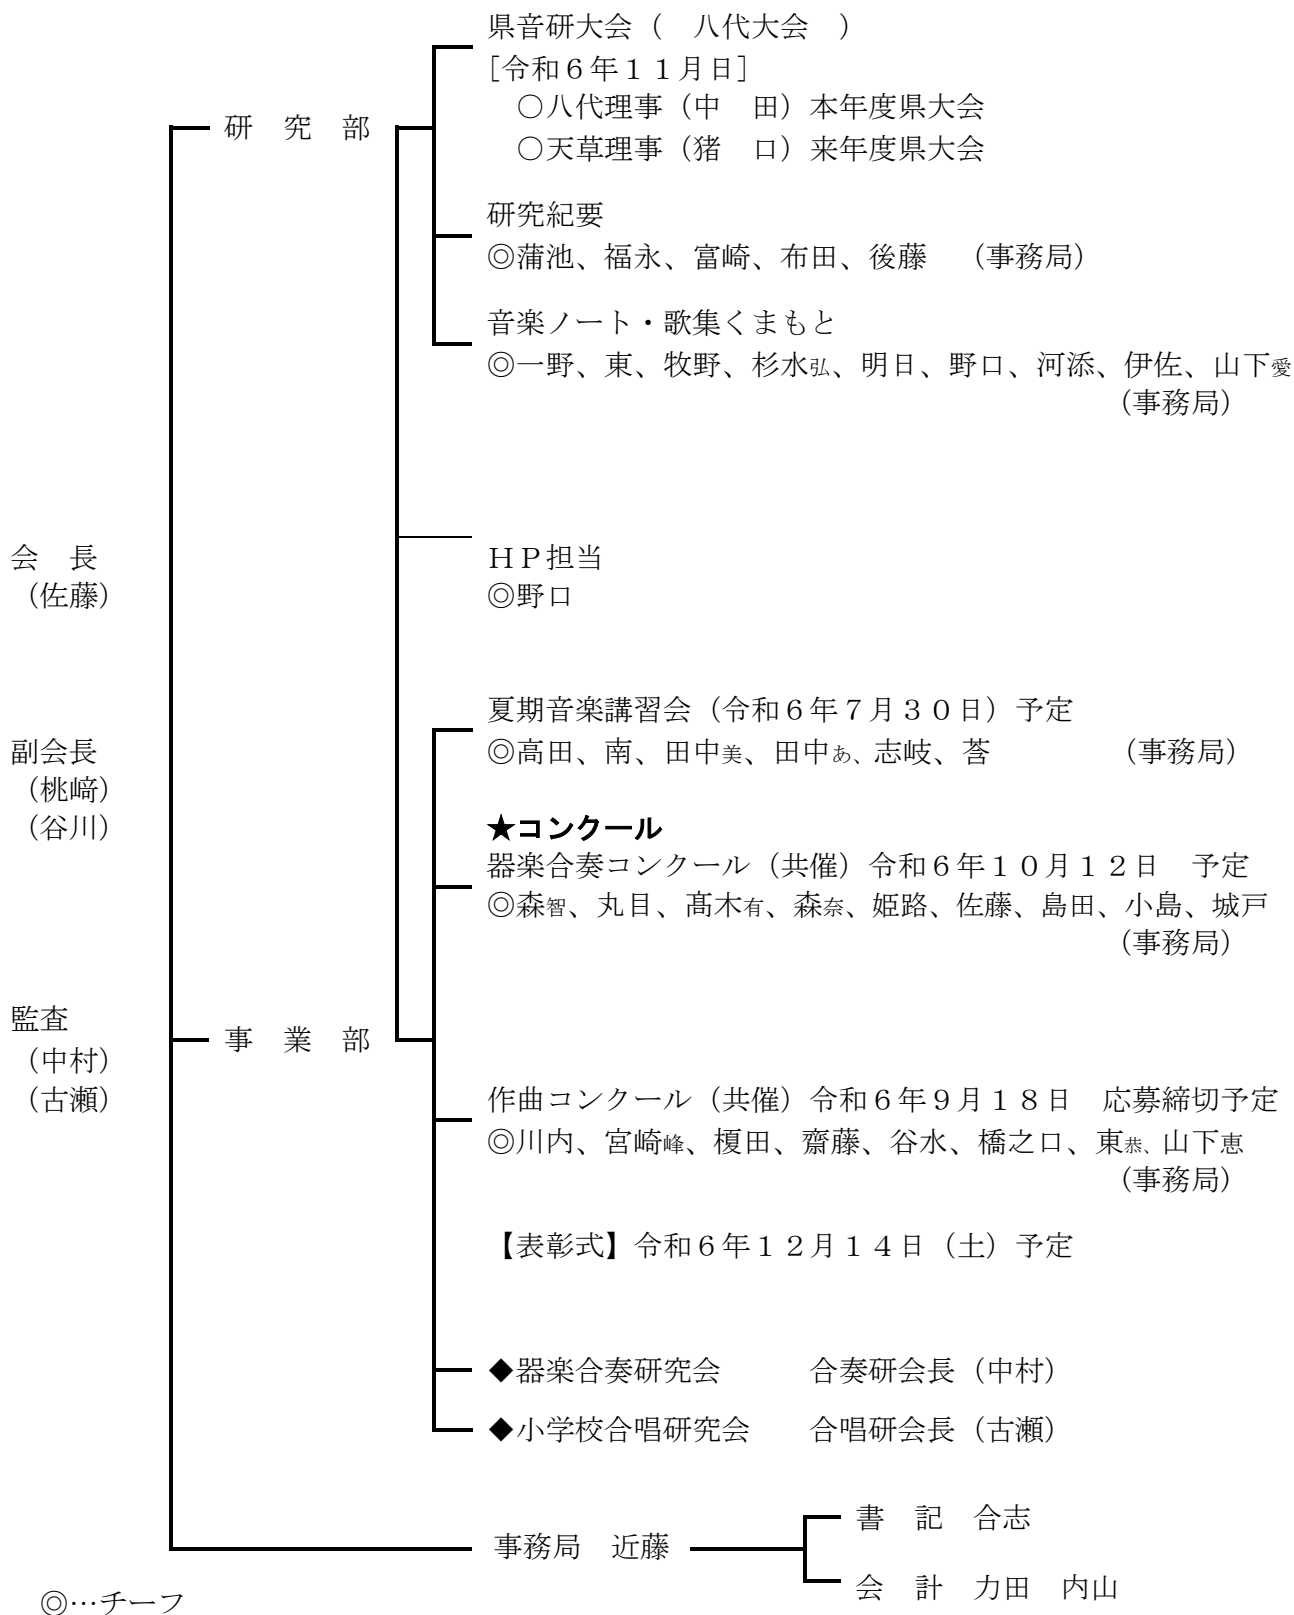 県音研大会（　八代大会　）
［令和６年１１月日］
○八代理事（中　田）本年度県大会
○天草理事（猪　口）来年度県大会
研　究　部
研究紀要
◎蒲池、福永、富崎、布田、後藤　（事務局）
音楽ノート・歌集くまもと
◎一野、東、牧野、杉水弘、明日、野口、河添、伊佐、山下愛
（事務局）
ＨＰ担当
◎野口
会　長
（佐藤）
副会長
（桃﨑）
（谷川）
監査
（中村）
（古瀬）
事　業　部
夏期音楽講習会（令和６年７月３０日）予定
◎高田、南、田中美、田中あ、志岐、荅　（事務局）
★コンクール
器楽合奏コンクール（共催）令和６年１０月１２日　予定
◎森智、丸目、髙木有、森奈、姫路、佐藤、島田、小島、城戸
（事務局）
作曲コンクール（共催）令和６年９月１８日　応募締切予定
◎川内、宮崎峰、榎田、齋藤、谷水、橋之口、東恭、山下恵
（事務局）
【表彰式】令和６年１２月１４日（土）予定
◆器楽合奏研究会　合奏研会長（中村）
◆小学校合唱研究会　合唱研会長（古瀬）
事務局　近藤
書　記　合志
会　計　力田　内山
◎…チーフ